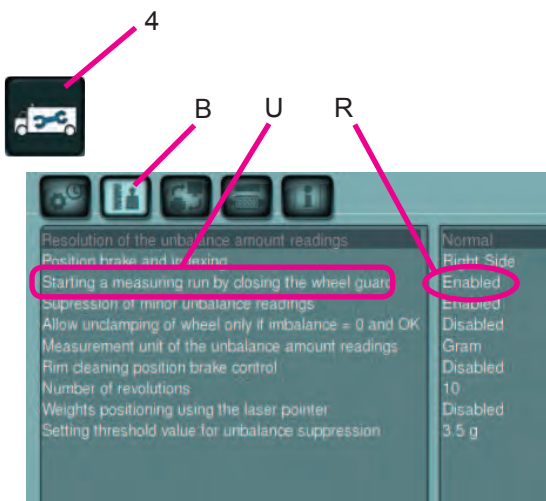 4
B U R
Resolution of the unbalance amount readings Normal
Position brake and indexing Right Side
Starting a measuring run by closing the wheel guard Enabled
Supression of minor unbalance readings Enabled
Allow unclamping of wheel only if imbalance = 0 and OK Disabled
Measurement unit of the unbalance amount readings Gram
Rim cleaning position brake control Disabled
Number of revolutions 10
Weights positioning using the laser pointer Disabled
Setting threshold value for unbalance suppression 3.5 g